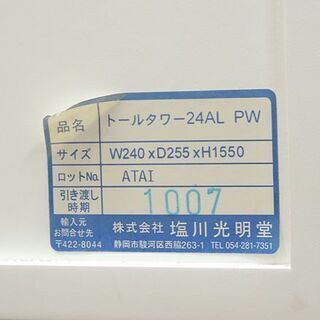 品名 トールタワー24AL PW
サイズ W240xD255xH1550
ロットNo. ATAI
引き渡し時期 1007
輸入元
お問合せ先
〒422-8044
株式会社 塩川光明堂
静岡市駿河区西脇263-1 TEL 054-281-7351